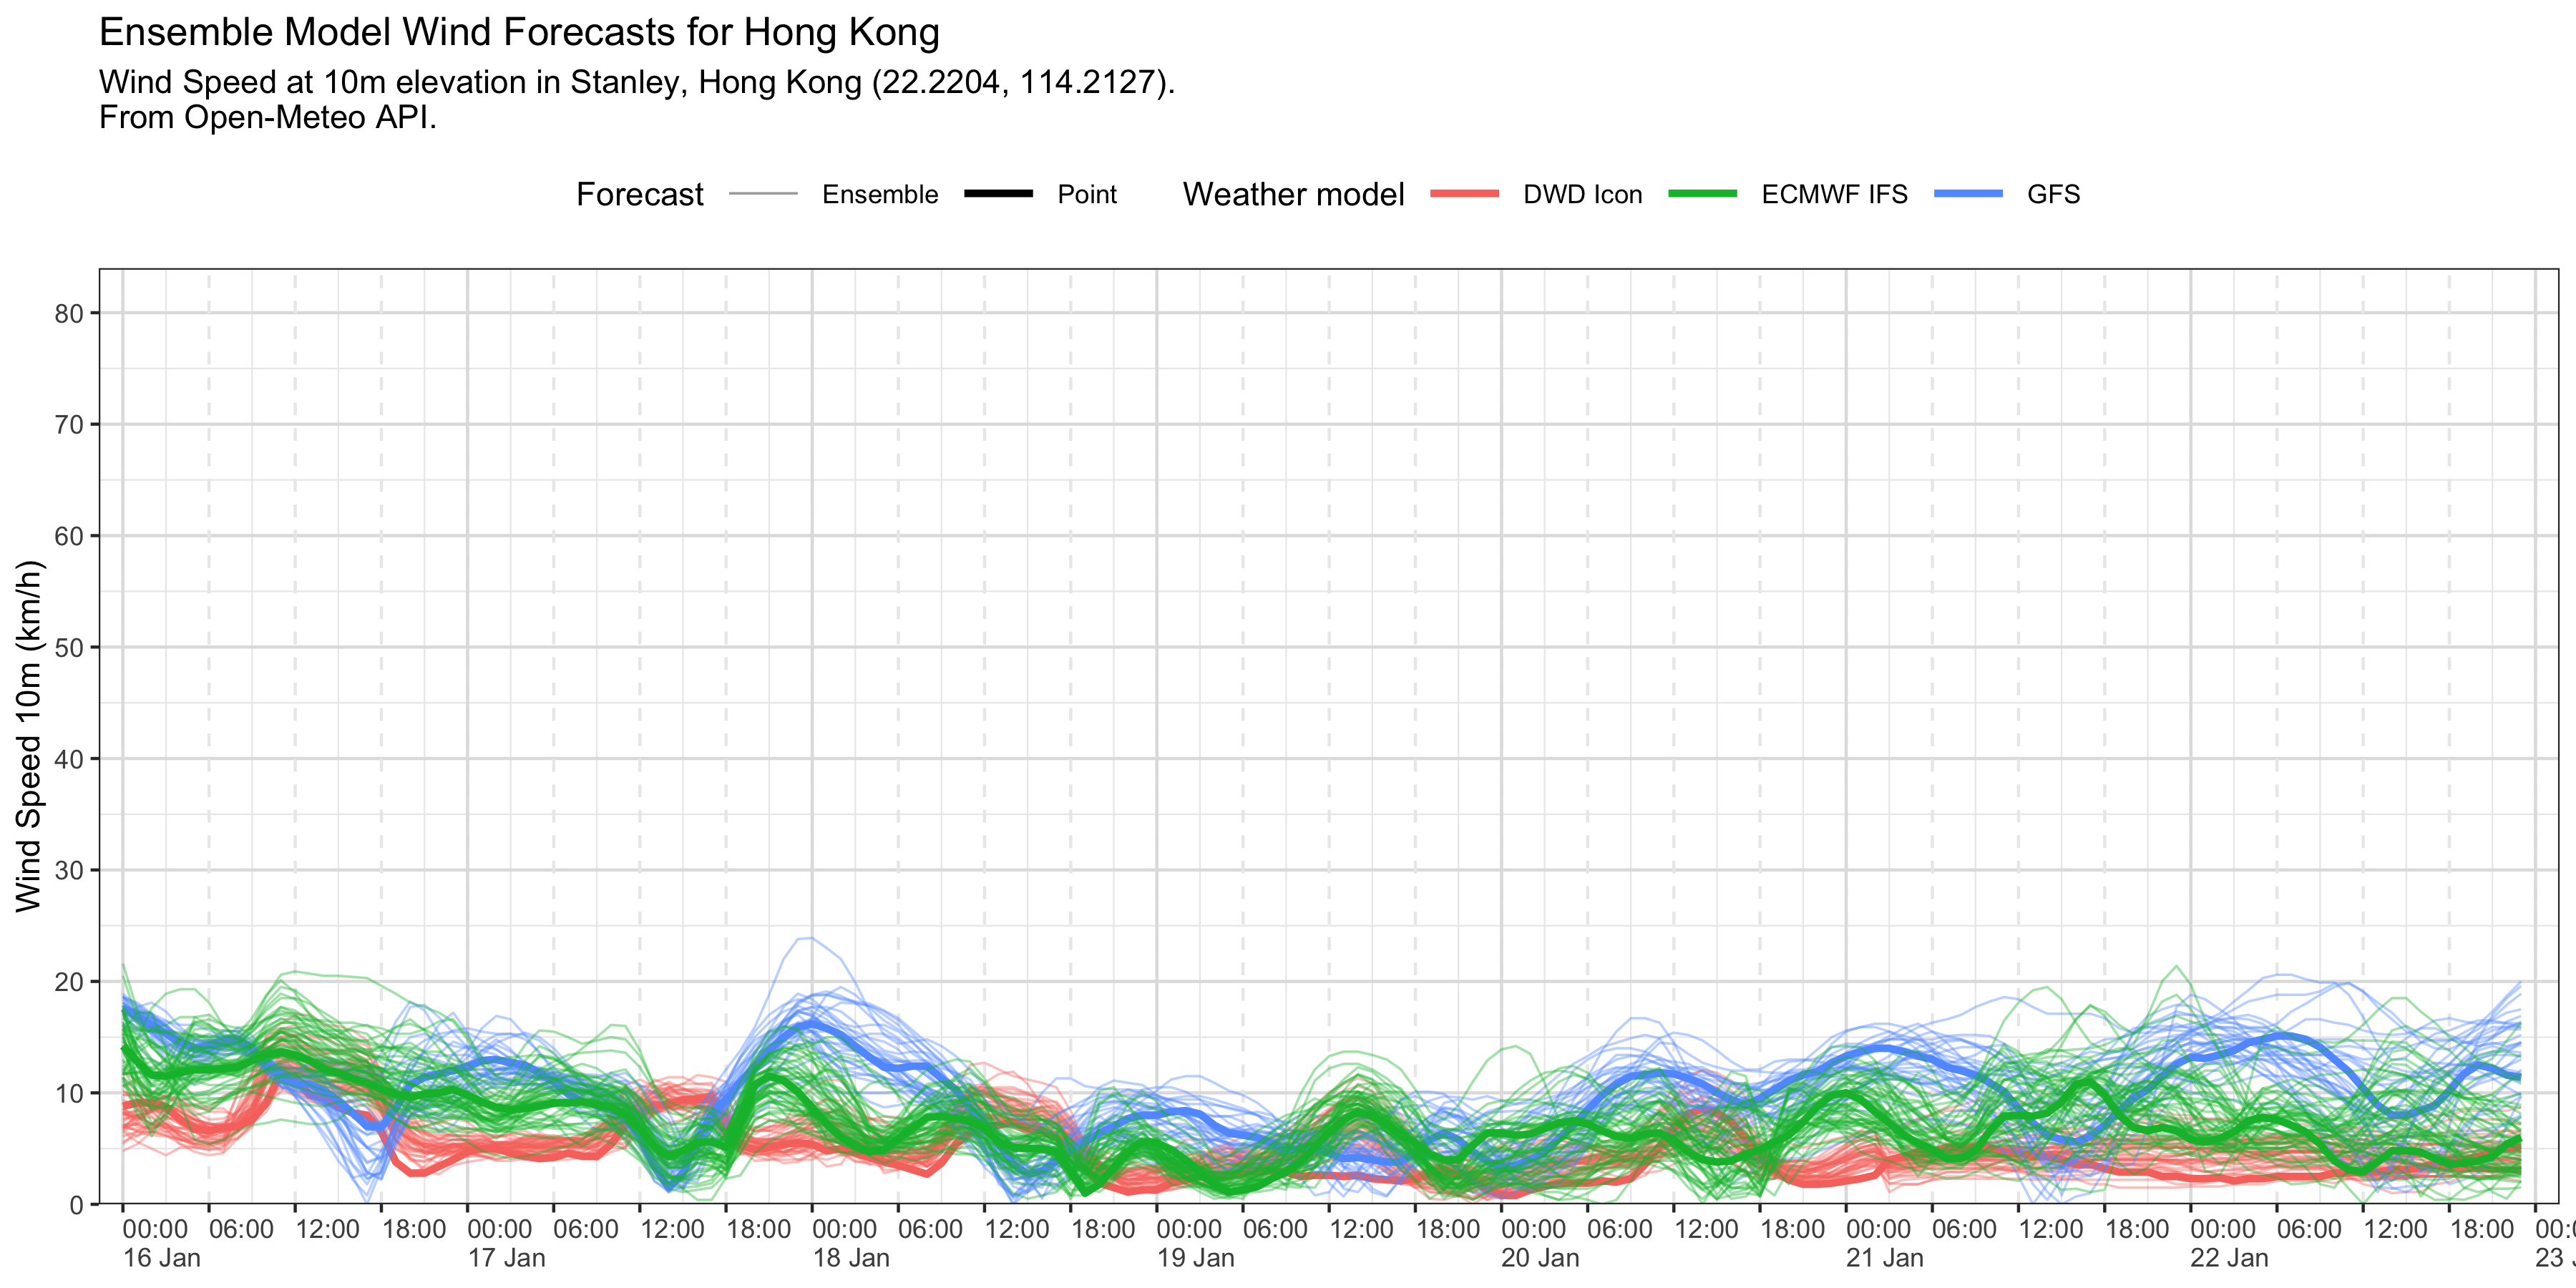 Ensemble Model Wind Forecasts for Hong Kong
Wind Speed at 10m elevation in Stanley, Hong Kong (22.2204, 114.2127).
From Open-Meteo API.
Forecast Ensemble Point Weather model DWD Icon ECMWF IFS GFS
Wind Speed 10m (km/h)
80
70
60
50
40
30
20
10
0
00:00 06:00 12:00 18:00 00:00 06:00 12:00 18:00 00:00 06:00 12:00 18:00 00:00 06:00 12:00 18:00 00:00 06:00 12:00 18:00 00:00 06:00 12:00 18:00 00:00 06:00 12:00 18:00
16 Jan 17 Jan 18 Jan 19 Jan 20 Jan 21 Jan 22 Jan 23